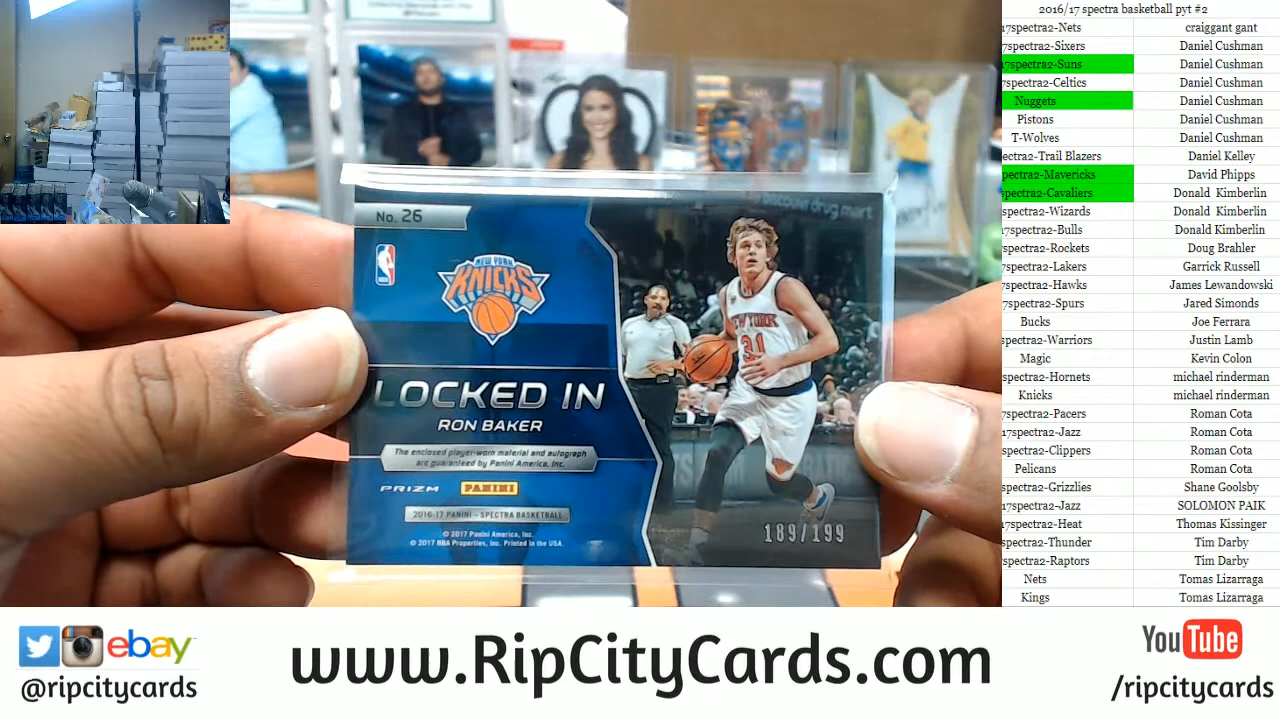 2016/17 spectra basketball pyt #2
17spectra2-Nets craiggant gant
7spectra2-Sixers Daniel Cushman
7spectra2-Suns Daniel Cushman
7spectra2-Celtics Daniel Cushman
Nuggets Daniel Cushman
Pistons Daniel Cushman
T-Wolves Daniel Cushman
ectra2-Trail Blazers Daniel Kelley
spectra2-Mavericks David Phipps
spectra2-Cavaliers Donald Kimberlin
spectra2-Wizards Donald Kimberlin
7spectra2-Bulls Donald Kimberlin
spectra2-Rockets Doug Brahler
7spectra2-Lakers Garrick Russell
spectra2-Hawks James Lewandowski
7spectra2-Spurs Jared Simonds
Bucks Joe Ferrara
spectra2-Warriors Justin Lamb
Magic Kevin Colon
spectra2-Hornets michael rinderman
Knicks michael rinderman
7spectra2-Pacers Roman Cota
17spectra2-Jazz Roman Cota
7spectra2-Clippers Roman Cota
Pelicans Roman Cota
spectra2-Grizzlies Shane Goolsby
17spectra2-Jazz SOLOMON PAIK
7spectra2-Heat Thomas Kissinger
spectra2-Thunder Tim Darby
spectra2-Raptors Tim Darby
Nets Tomas Lizarraga
Kings Tomas Lizarraga
No. 26
NBA
NEW YORK
KNICKS
LOCKED IN
RON BAKER
The enclosed player-worn material and autograph
are guaranteed by Panini America, Inc.
PRIZM PANINI
2016-17 PANINI – SPECTRA BASKETBALL
© 2017 Panini America, Inc.
© 2017 NBA Properties, Inc. Printed in the USA.
discount drug mart
NEW YORK
31
189/199
ebay
@ripcitycards
www.RipCityCards.com
YouTube
/ripcitycards